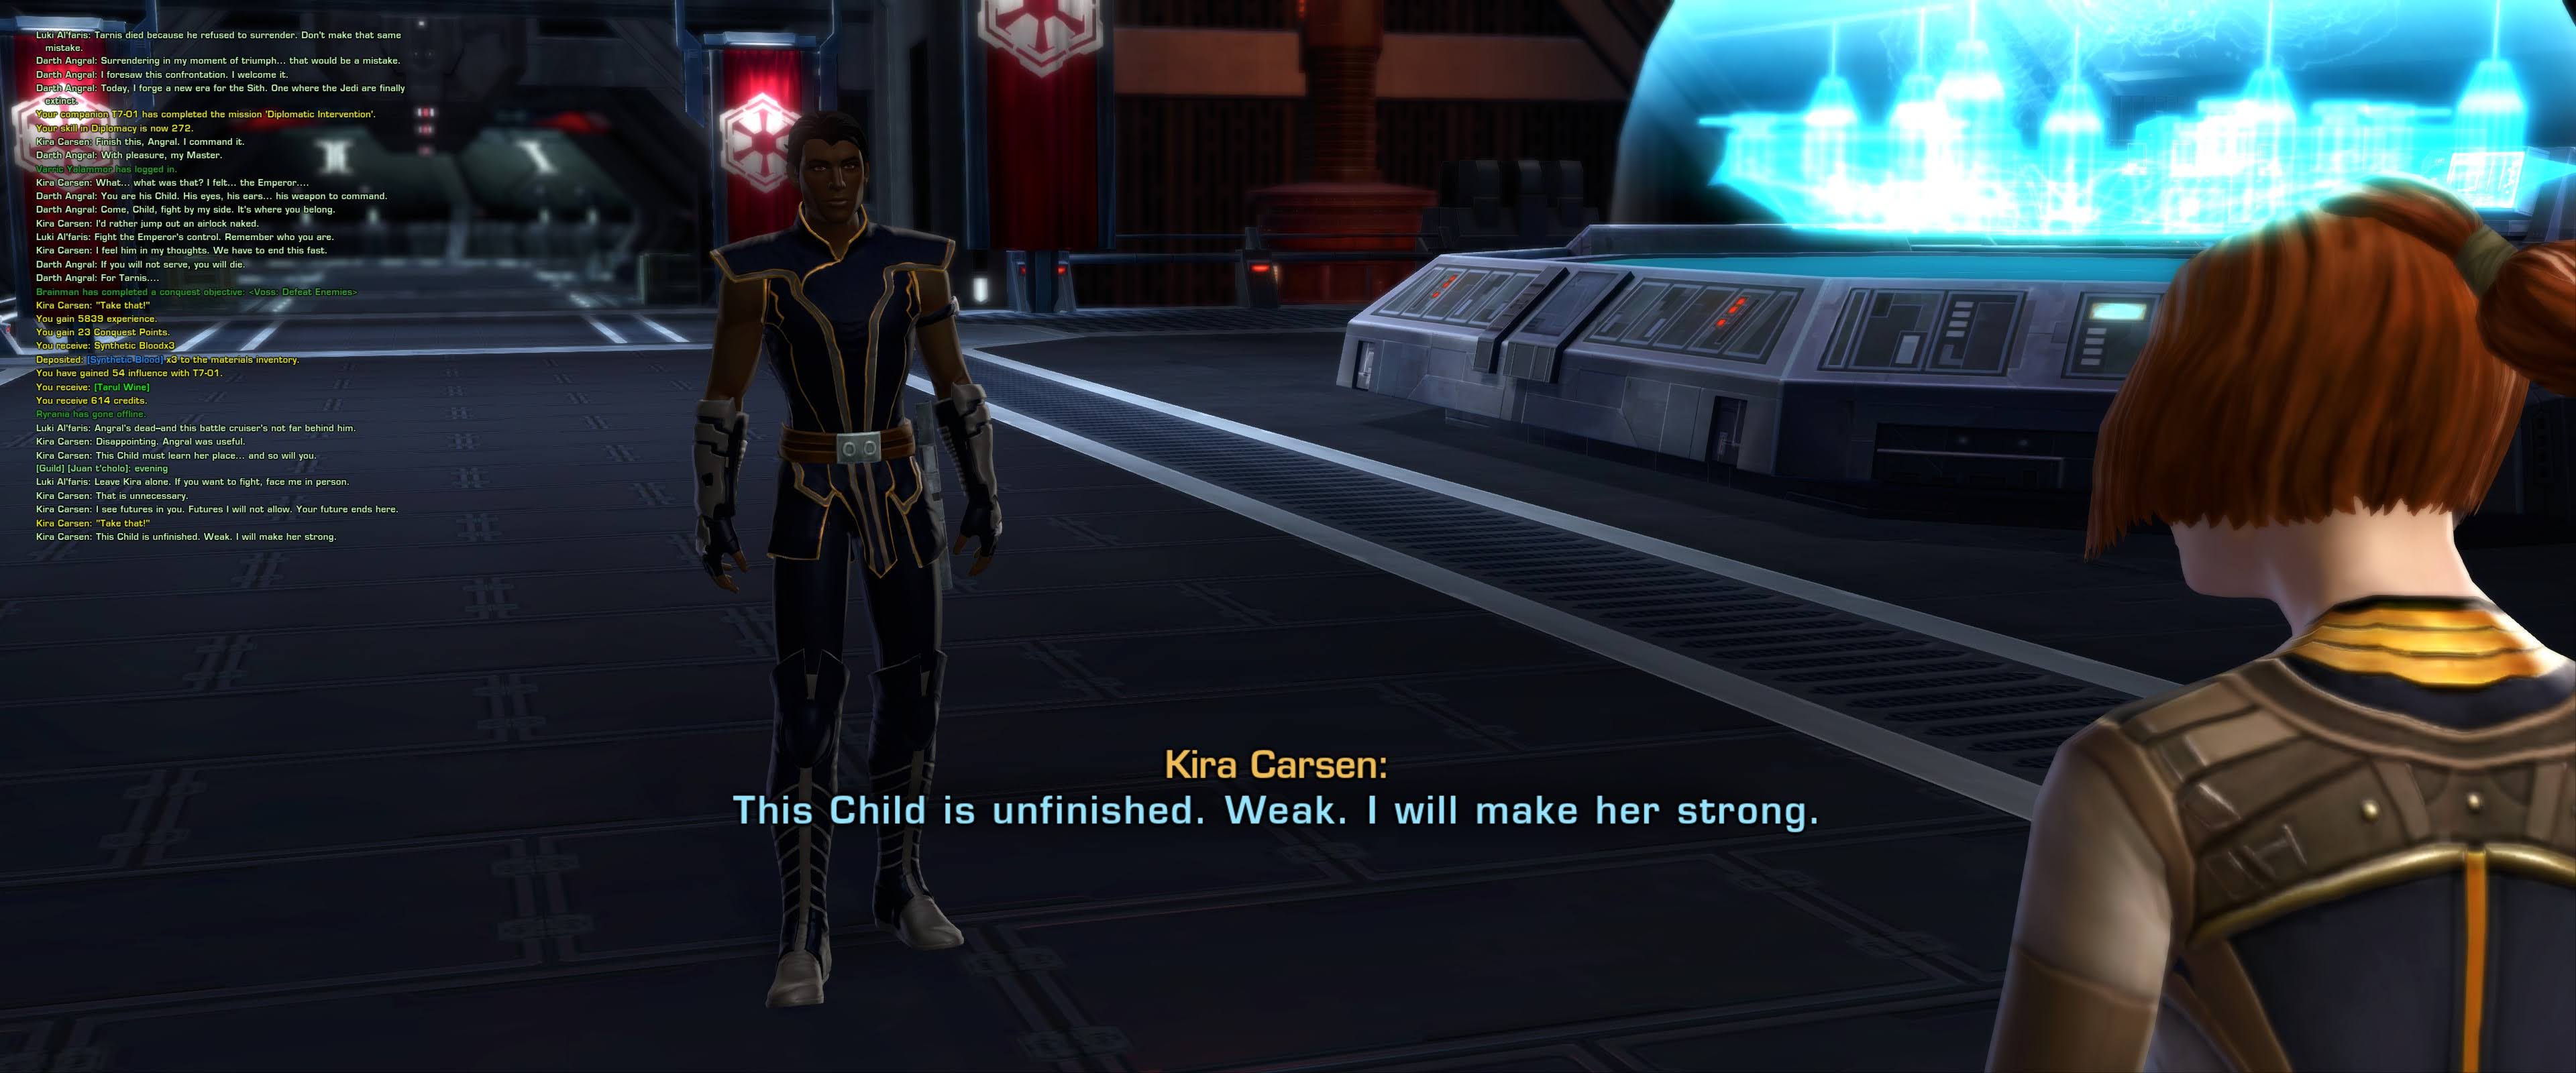 Luki Al'faris: Tarnis died because he refused to surrender. Don't make that same
mistake.
Darth Angral: Surrendering in my moment of triumph... that would be a mistake.
Darth Angral: I foresaw this confrontation. I welcome it.
Darth Angral: Today, I forge a new era for the Sith. One where the Jedi are finally
extinct.
Your companion T7-01 has completed the mission 'Diplomatic Intervention'.
Your skill in Diplomacy is now 272.
Kira Carsen: Finish this, Angral. I command it.
Darth Angral: With pleasure, my Master.
Varric Yalammor has logged in.
Kira Carsen: What... what was that? I felt... the Emperor....
Darth Angral: You are his Child. His eyes, his ears... his weapon to command.
Darth Angral: Come, Child, fight by my side. It's where you belong.
Kira Carsen: I'd rather jump out an airlock naked.
Luki Al'faris: Fight the Emperor's control. Remember who you are.
Kira Carsen: I feel him in my thoughts. We have to end this fast.
Darth Angral: If you will not serve, you will die.
Darth Angral: For Tarnis....
Brainman has completed a conquest objective: <Voss: Defeat Enemies>
Kira Carsen: "Take that!"
You gain 5839 experience.
You gain 23 Conquest Points.
You receive: Synthetic Bloodx3
Deposited: [Synthetic Blood] x3 to the materials inventory.
You have gained 54 influence with T7-01.
You receive: [Tarul Wine]
You receive 614 credits.
Ryrania has gone offline.
Luki Al'faris: Angral's dead—and this battle cruiser's not far behind him.
Kira Carsen: Disappointing. Angral was useful.
Kira Carsen: This Child must learn her place... and so will you.
[Guild] [Juan t'cholo]: evening
Luki Al'faris: Leave Kira alone. If you want to fight, face me in person.
Kira Carsen: That is unnecessary.
Kira Carsen: I see futures in you. Futures I will not allow. Your future ends here.
Kira Carsen: "Take that!"
Kira Carsen: This Child is unfinished. Weak. I will make her strong.
Kira Carsen:
This Child is unfinished. Weak. I will make her strong.